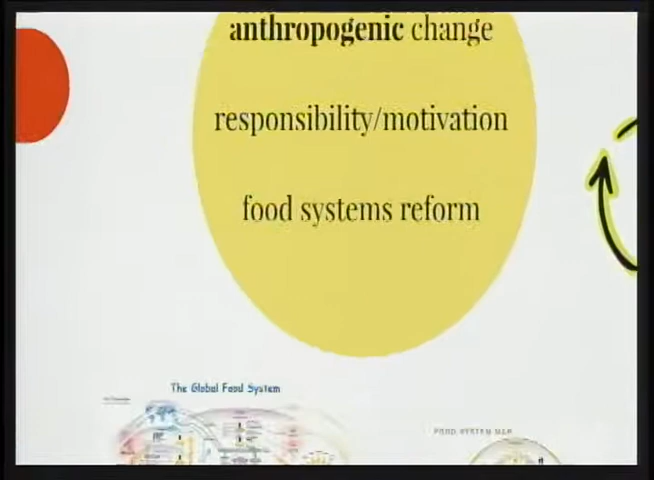 anthropogenic change
responsibility/motivation
food systems reform
The Global Food System
FOOD SYSTEM MAP